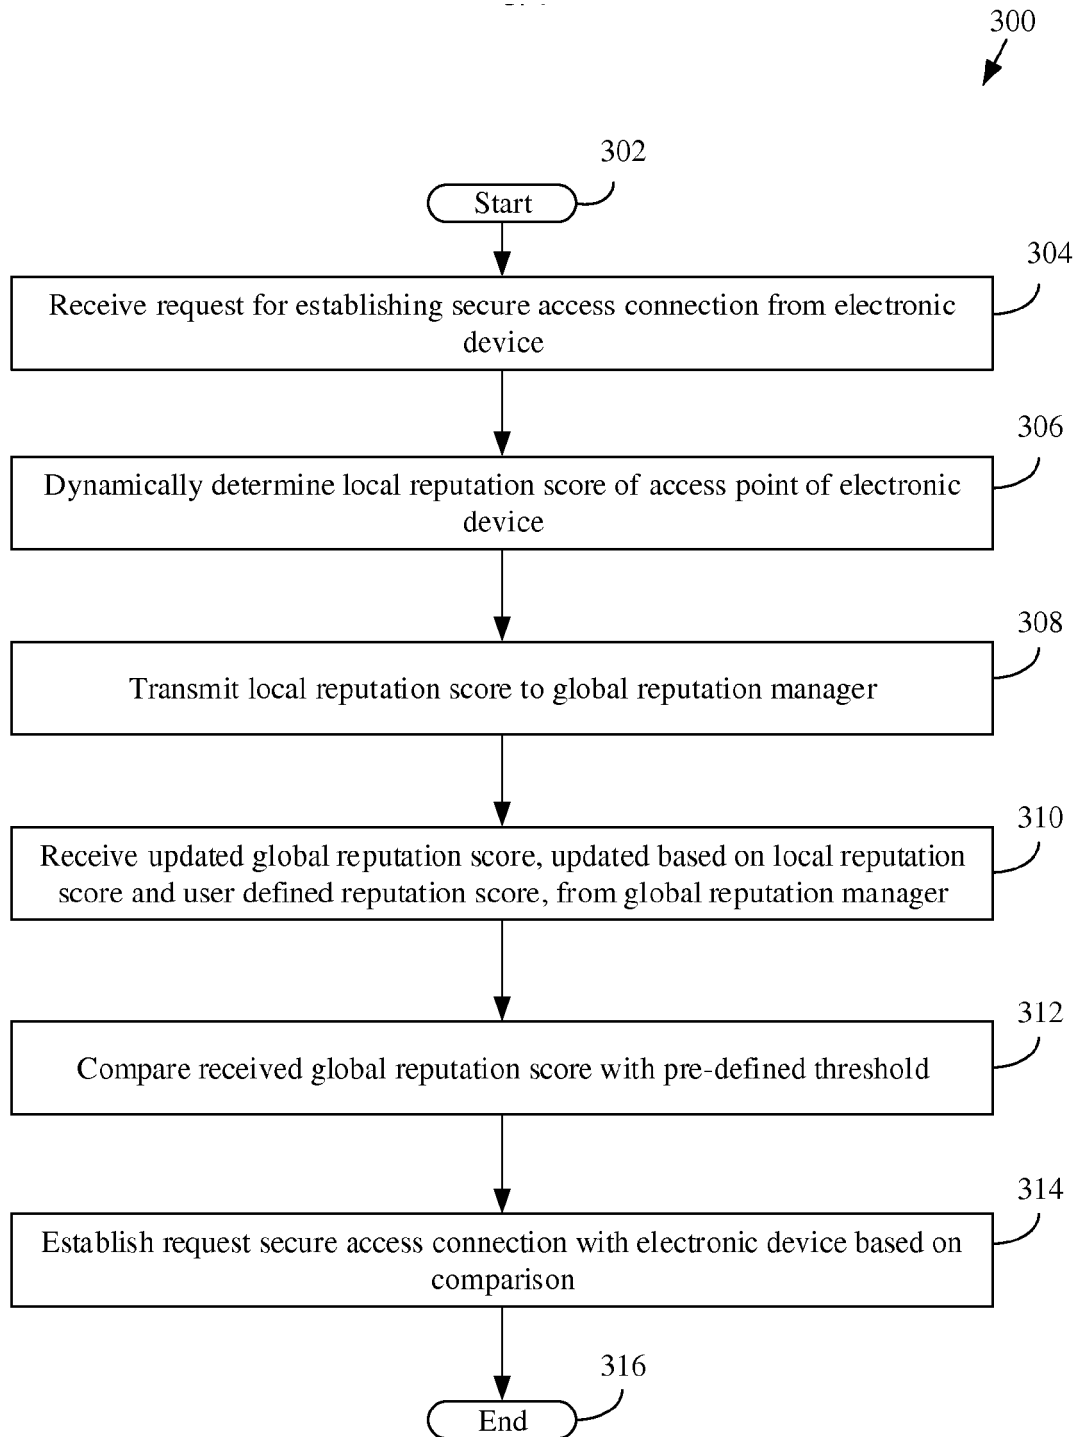 300
302
Start
304
Receive request for establishing secure access connection from electronic
device
306
Dynamically determine local reputation score of access point of electronic
device
308
Transmit local reputation score to global reputation manager
310
Receive updated global reputation score, updated based on local reputation
score and user defined reputation score, from global reputation manager
312
Compare received global reputation score with pre-defined threshold
314
Establish request secure access connection with electronic device based on
comparison
316
End